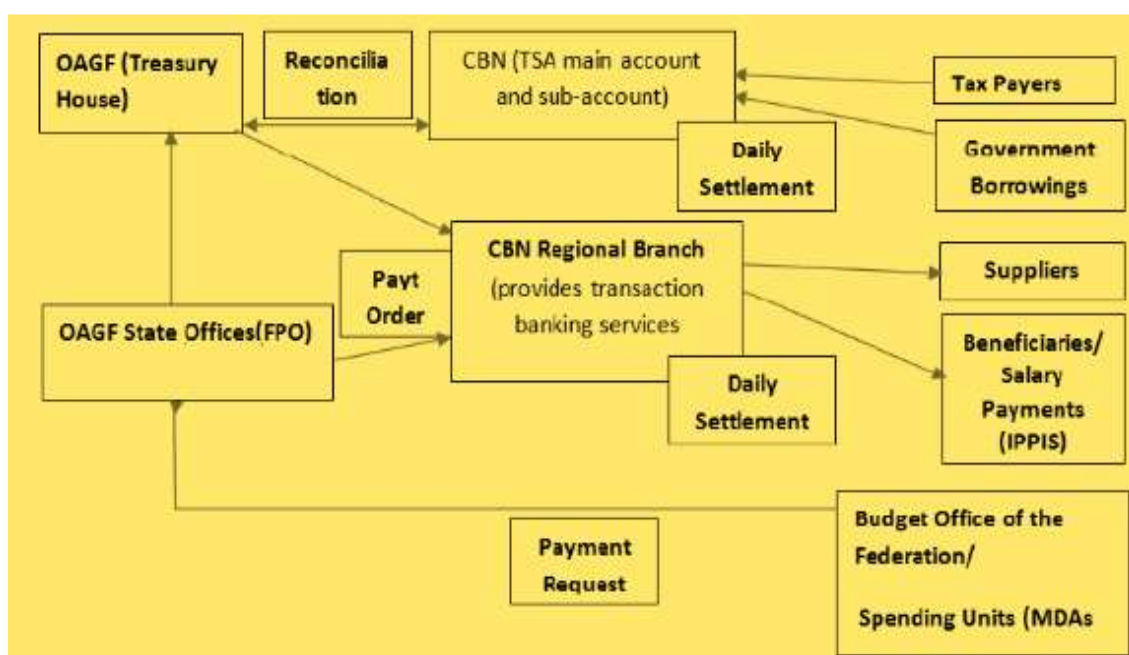 OAGF (Treasury
House)
Reconcilia
tion
CBN (TSA main account
and sub-account)
Tax Payers
Daily
Settlement
Government
Borrowings
CBN Regional Branch
(provides transaction
banking services
Payt
Order
Suppliers
OAGF State Offices(FPO)
Beneficiaries/
Salary
Payments
(IPPIS)
Daily
Settlement
Payment
Request
Budget Office of the
Federation/
Spending Units (MDAs